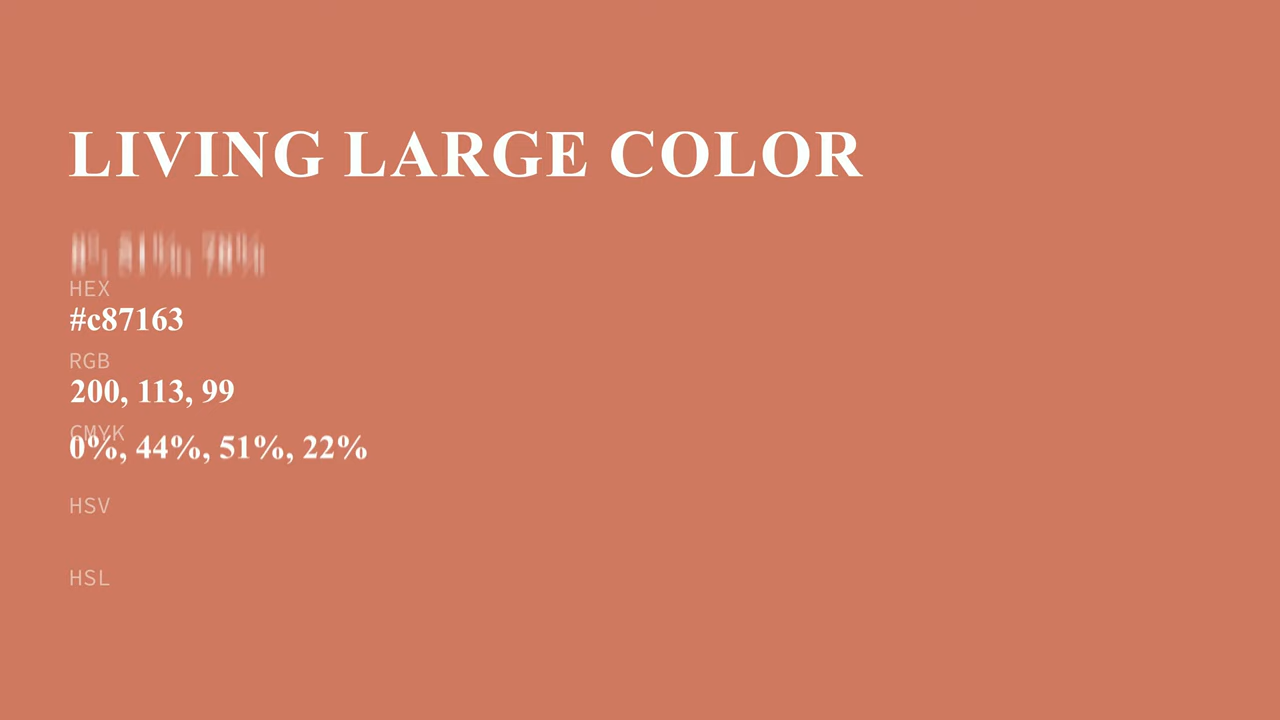 LIVING LARGE COLOR
HEX
#c87163
RGB
200, 113, 99
CMYK
0%, 44%, 51%, 22%
HSV
HSL